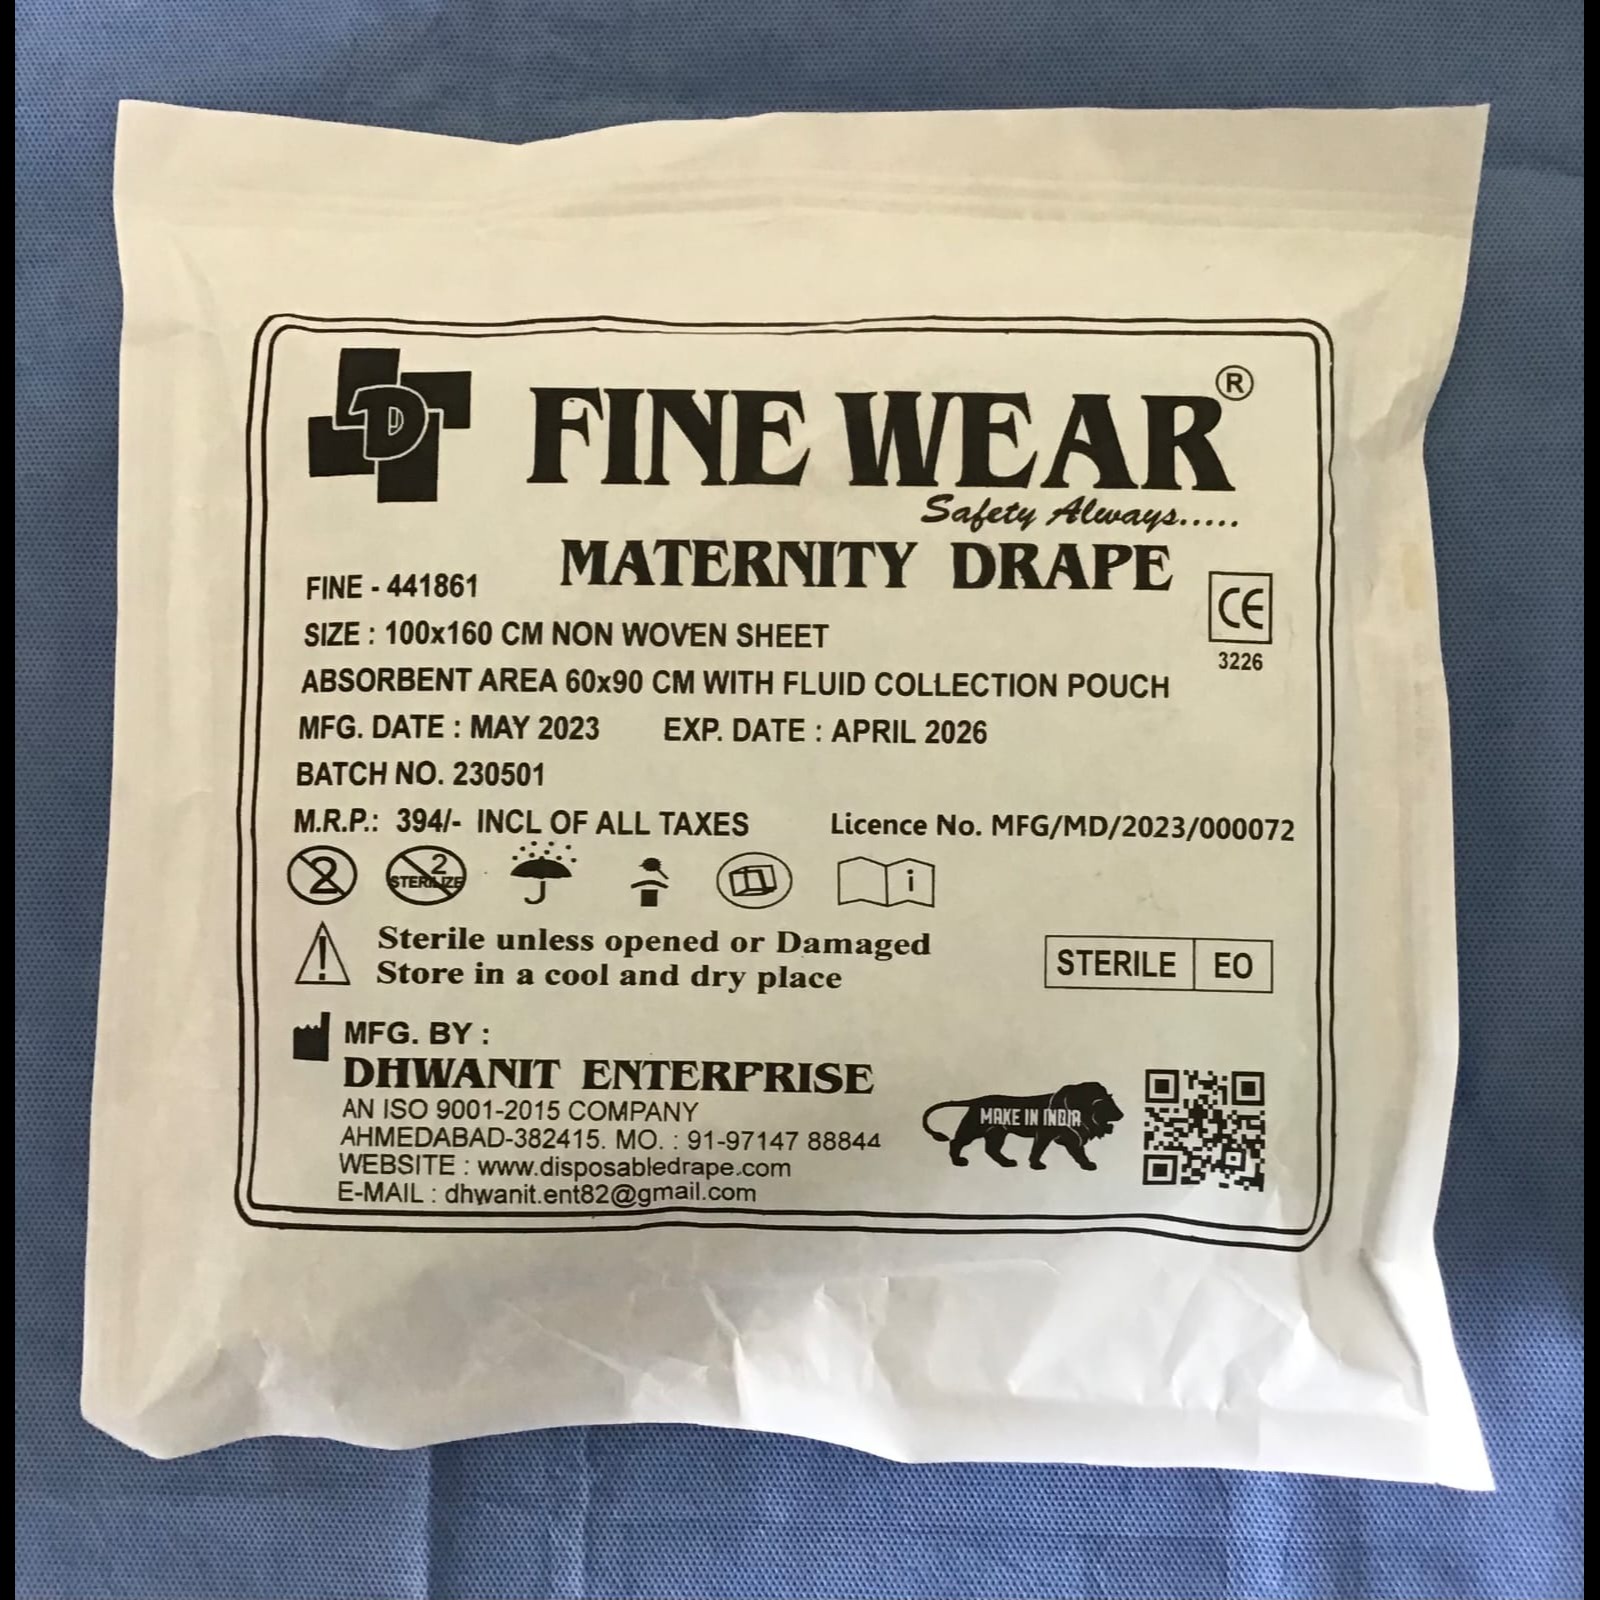 D
FINE WEAR®
Safety Always.....
MATERNITY DRAPE
FINE - 441861
CE
3226
SIZE : 100x160 CM NON WOVEN SHEET
ABSORBENT AREA 60x90 CM WITH FLUID COLLECTION POUCH
MFG. DATE : MAY 2023 EXP. DATE : APRIL 2026
BATCH NO. 230501
M.R.P.: 394/- INCL OF ALL TAXES Licence No. MFG/MD/2023/000072
2
2 STERILIZE
i
! Sterile unless opened or Damaged
Store in a cool and dry place
STERILE EO
MFG. BY :
DHWANIT ENTERPRISE
AN ISO 9001-2015 COMPANY
AHMEDABAD-382415. MO. : 91-97147 88844
WEBSITE : www.disposabledrape.com
E-MAIL : dhwanit.ent82@gmail.com
MAKE IN INDIA